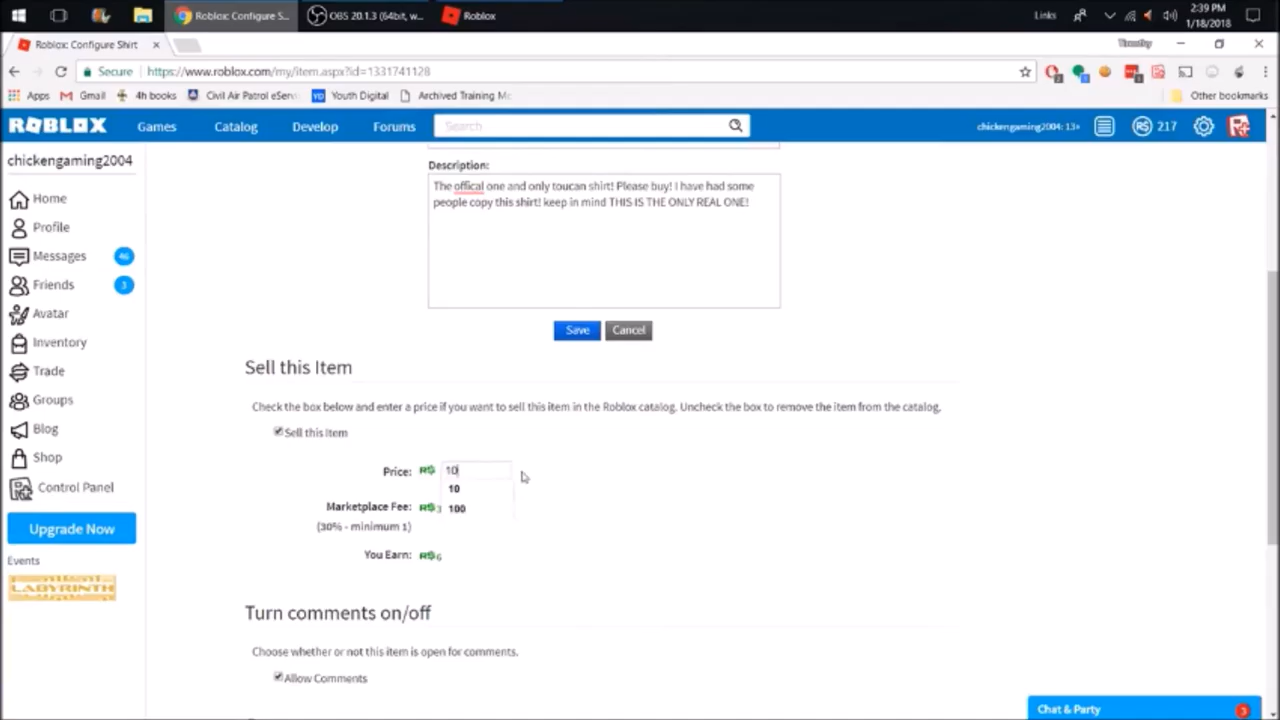 Roblox: Configure S...
OBS 20.1.3 (64bit, w...
Roblox
Links
2:39 PM
1/18/2018
Roblox: Configure Shirt
Timothy
Secure
https://www.roblox.com/my/item.aspx?id=1331741128
Apps
Gmail
4h books
Civil Air Patrol eServ
Youth Digital
Archived Training Mc
Other bookmarks
ROBLOX
Games
Catalog
Develop
Forums
Search
chickengaming2004: 13+
217
chickengaming2004
Home
Profile
Messages 46
Friends 3
Avatar
Inventory
Trade
Groups
Blog
Shop
Control Panel
Upgrade Now
Events
LABYRINTH
Description:
The offical one and only toucan shirt! Please buy! I have had some
people copy this shirt! keep in mind THIS IS THE ONLY REAL ONE!
Save
Cancel
Sell this Item
Check the box below and enter a price if you want to sell this item in the Roblox catalog. Uncheck the box to remove the item from the catalog.
Sell this Item
Price: R$ 10
10
Marketplace Fee: R$ 3
100
(30% - minimum 1)
You Earn: R$ 6
Turn comments on/off
Choose whether or not this item is open for comments.
Allow Comments
Chat & Party 3